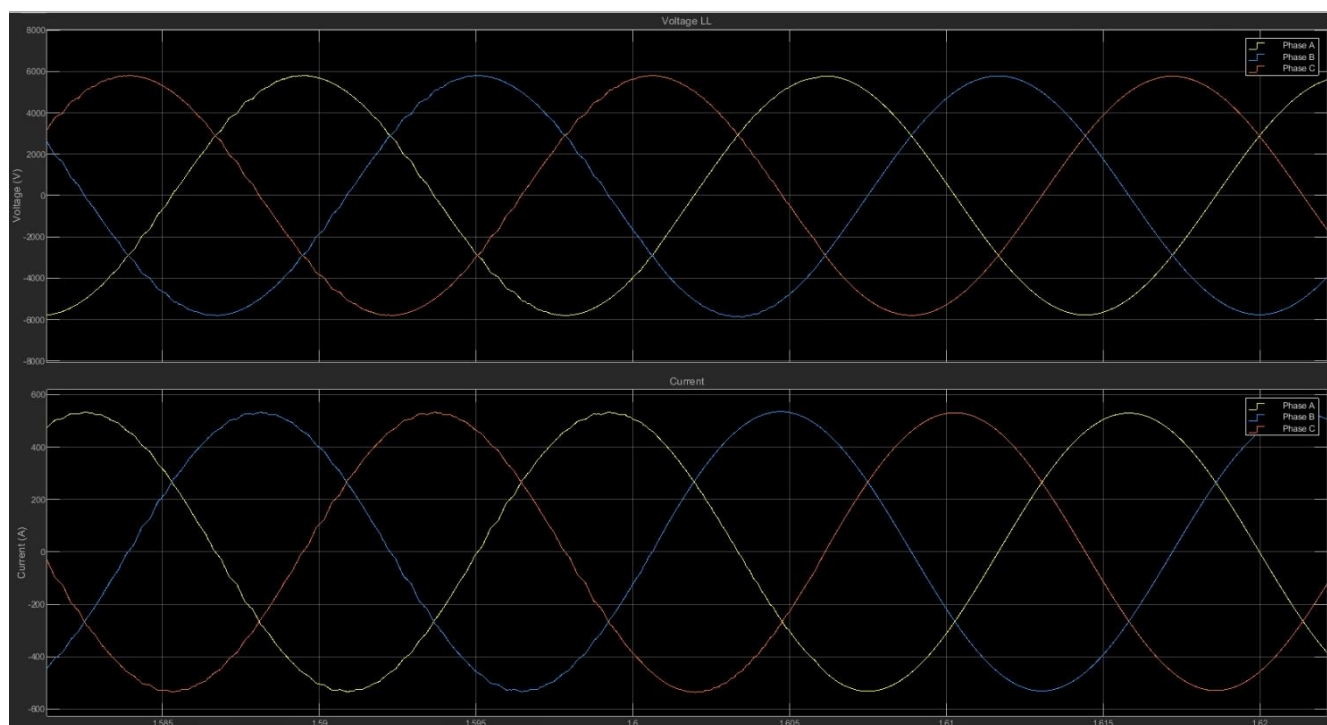 Voltage LL
8000
6000
4000
2000
0
-2000
-4000
-6000
-8000
Voltage (V)
Phase A
Phase B
Phase C
Current
600
400
200
0
-200
-400
-600
Current (A)
Phase A
Phase B
Phase C
1.585
1.59
1.595
1.6
1.605
1.61
1.615
1.62